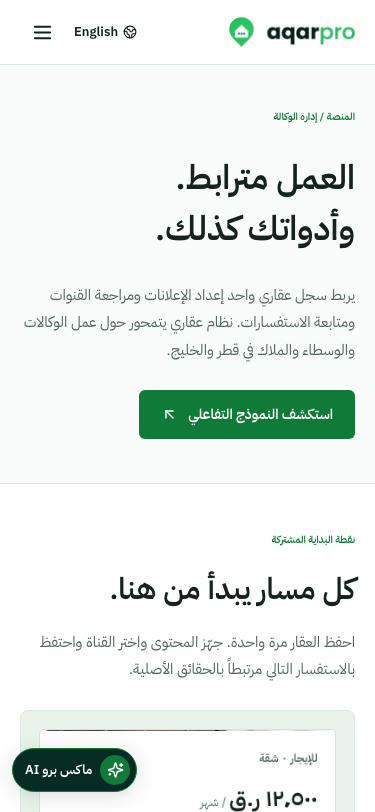 aqarpro
English
المنصة / إدارة الوكالة
العمل مترابط.
وأدواتك كذلك.
يربط سجل عقاري واحد إعداد الإعلانات ومراجعة القنوات
ومتابعة الاستفسارات. نظام عقاري يتمحور حول عمل الوكالات
والوسطاء والملاك في قطر والخليج.
استكشف النموذج التفاعلي
نقطة البداية المشتركة
كل مسار يبدأ من هنا.
احفظ العقار مرة واحدة. جهّز المحتوى واختر القناة واحتفظ
بالاستفسار التالي مرتبطاً بالحقائق الأصلية.
للإيجار · شقة
١٢٬٥٠٠ ر.ق / شهر
ماكس برو AI